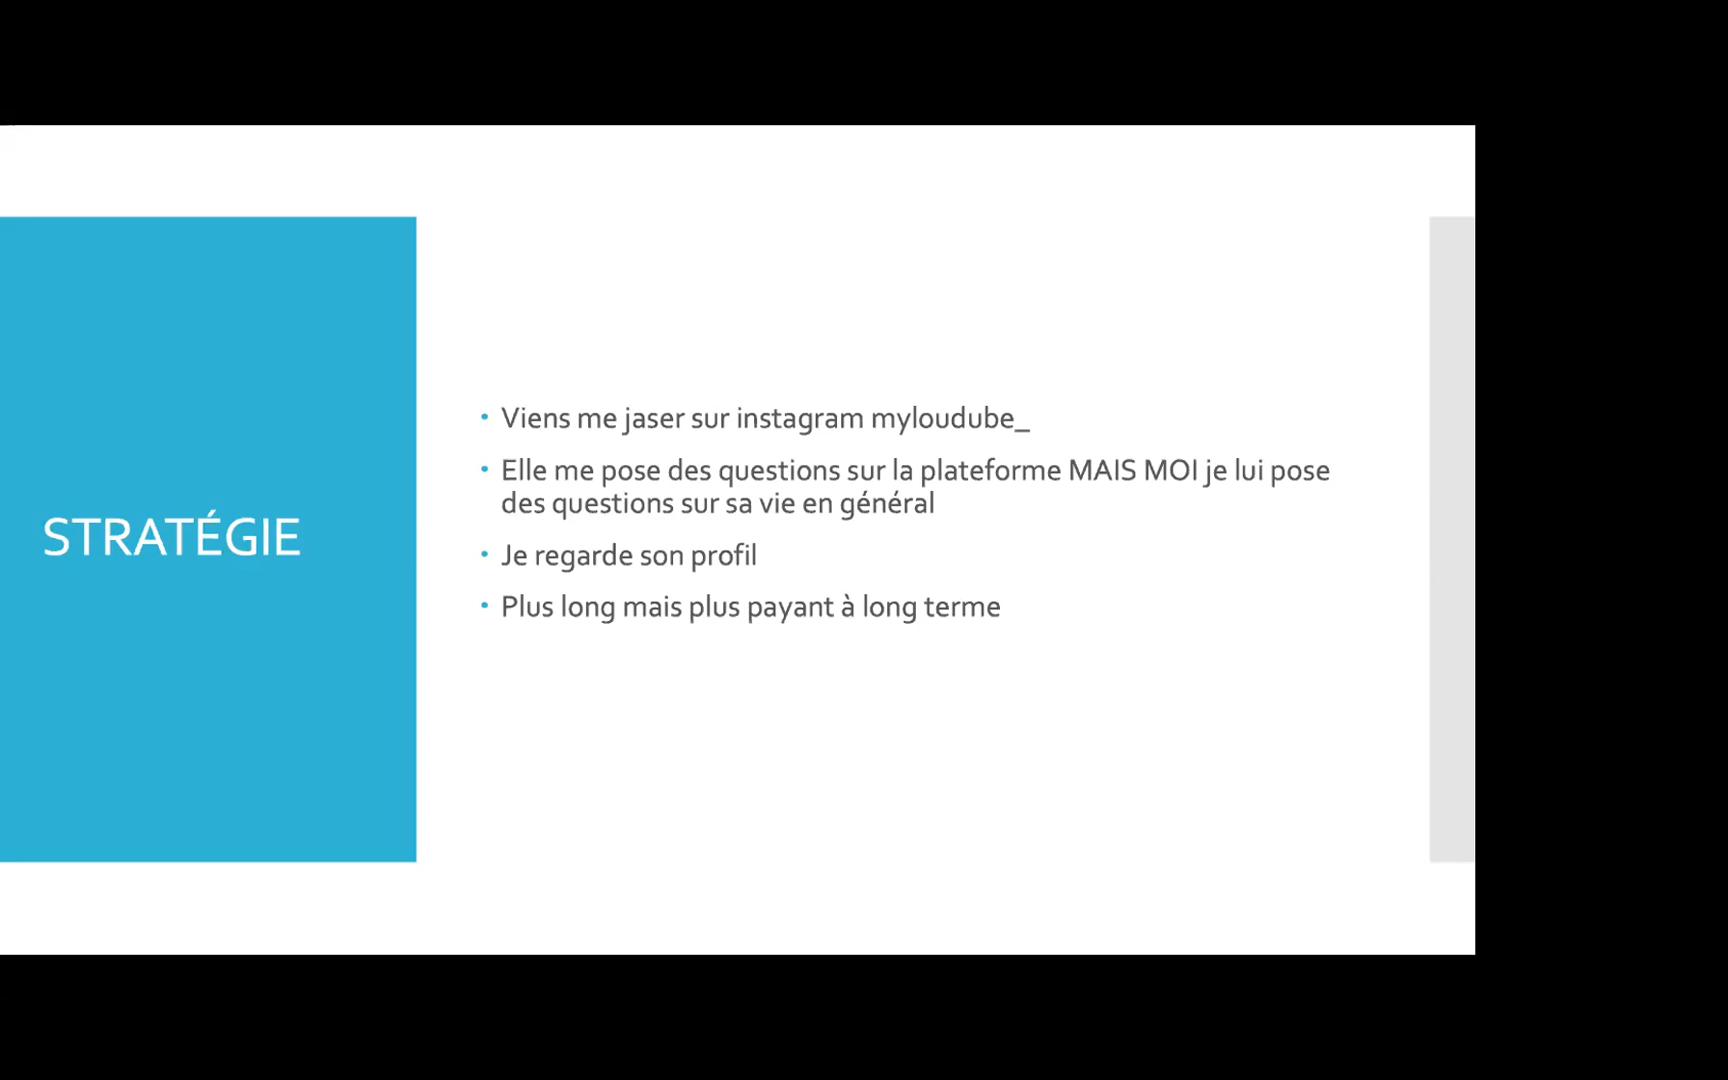 STRATÉGIE
• Viens me jaser sur instagram myloudube_
• Elle me pose des questions sur la plateforme MAIS MOI je lui pose
des questions sur sa vie en général
• Je regarde son profil
• Plus long mais plus payant à long terme